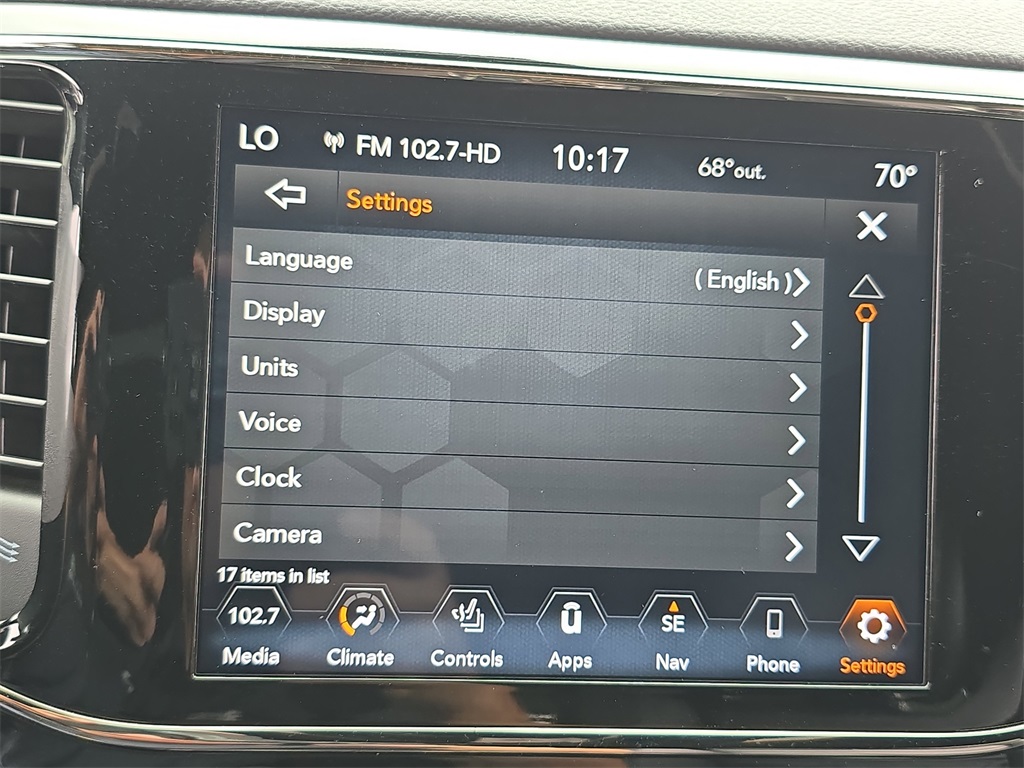 LO FM 102.7-HD 10:17 68° out. 70°
Settings
Language (English)
Display
Units
Voice
Clock
Camera
17 items in list
102.7 SE
Media Climate Controls Apps Nav Phone Settings